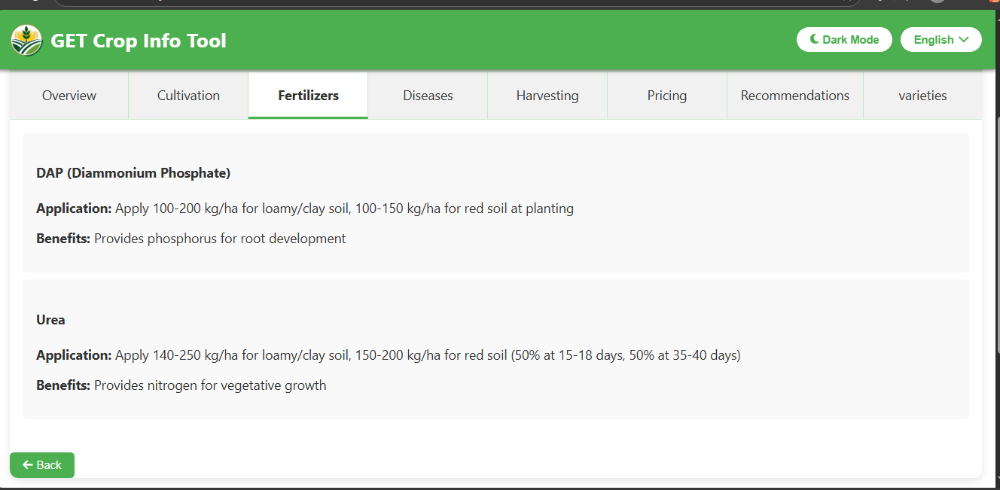 GET Crop Info Tool
Dark Mode
English
Overview
Cultivation
Fertilizers
Diseases
Harvesting
Pricing
Recommendations
varieties
DAP (Diammonium Phosphate)
Application: Apply 100-200 kg/ha for loamy/clay soil, 100-150 kg/ha for red soil at planting
Benefits: Provides phosphorus for root development
Urea
Application: Apply 140-250 kg/ha for loamy/clay soil, 150-200 kg/ha for red soil (50% at 15-18 days, 50% at 35-40 days)
Benefits: Provides nitrogen for vegetative growth
Back